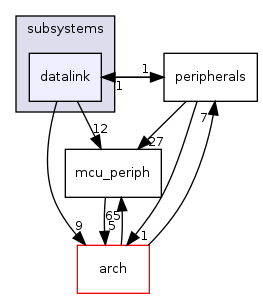 subsystems
datalink
peripherals
1
1
12
27
7
mcu_periph
65
5
9
1
arch